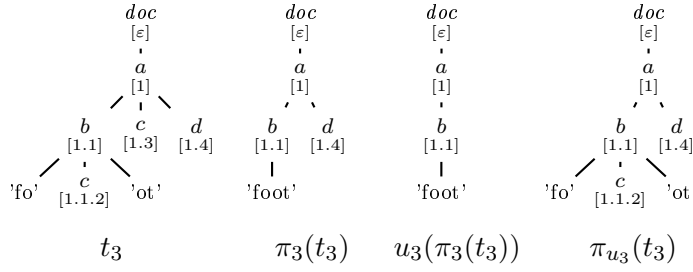 doc doc doc doc
[ε] [ε] [ε] [ε]
a a a a
[1] [1] [1] [1]
b c d b d b b d
[1.1] [1.3] [1.4] [1.1] [1.4] [1.1] [1.1] [1.4]
'fo' c 'ot' 'foot' 'foot' 'fo' c 'ot
[1.1.2] [1.1.2]
t₃ π₃(t₃) u₃(π₃(t₃)) π_{u₃}(t₃)